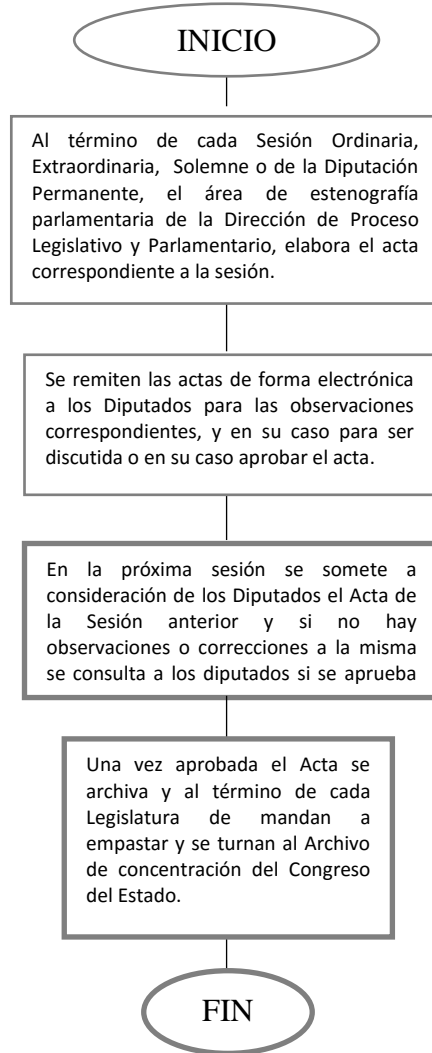 INICIO
Al término de cada Sesión Ordinaria,
Extraordinaria, Solemne o de la Diputación
Permanente, el área de estenografía
parlamentaria de la Dirección de Proceso
Legislativo y Parlamentario, elabora el acta
correspondiente a la sesión.
Se remiten las actas de forma electrónica
a los Diputados para las observaciones
correspondientes, y en su caso para ser
discutida o en su caso aprobar el acta.
En la próxima sesión se somete a
consideración de los Diputados el Acta de
la Sesión anterior y si no hay
observaciones o correcciones a la misma
se consulta a los diputados si se aprueba
Una vez aprobada el Acta se
archiva y al término de cada
Legislatura de mandan a
empastar y se turnan al Archivo
de concentración del Congreso
del Estado.
FIN